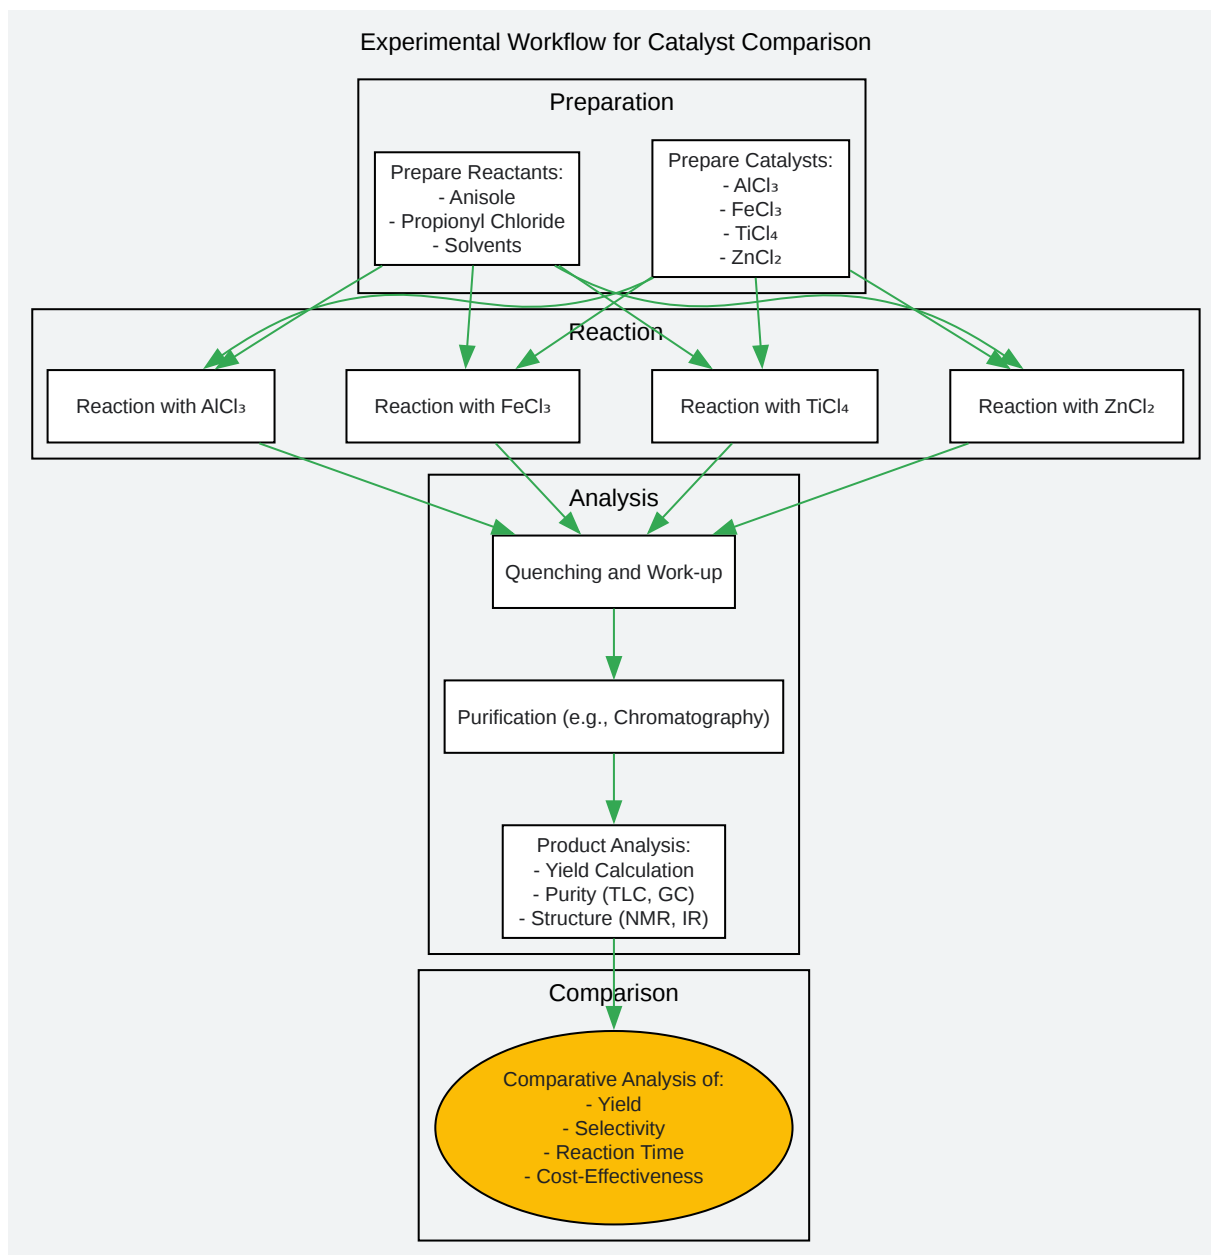 Experimental Workflow for Catalyst Comparison
Preparation
Prepare Reactants:
- Anisole
- Propionyl Chloride
- Solvents
Prepare Catalysts:
- AlCl₃
- FeCl₃
- TiCl₄
- ZnCl₂
Reaction
Reaction with AlCl₃
Reaction with FeCl₃
Reaction with TiCl₄
Reaction with ZnCl₂
Analysis
Quenching and Work-up
Purification (e.g., Chromatography)
Product Analysis:
- Yield Calculation
- Purity (TLC, GC)
- Structure (NMR, IR)
Comparison
Comparative Analysis of:
- Yield
- Selectivity
- Reaction Time
- Cost-Effectiveness